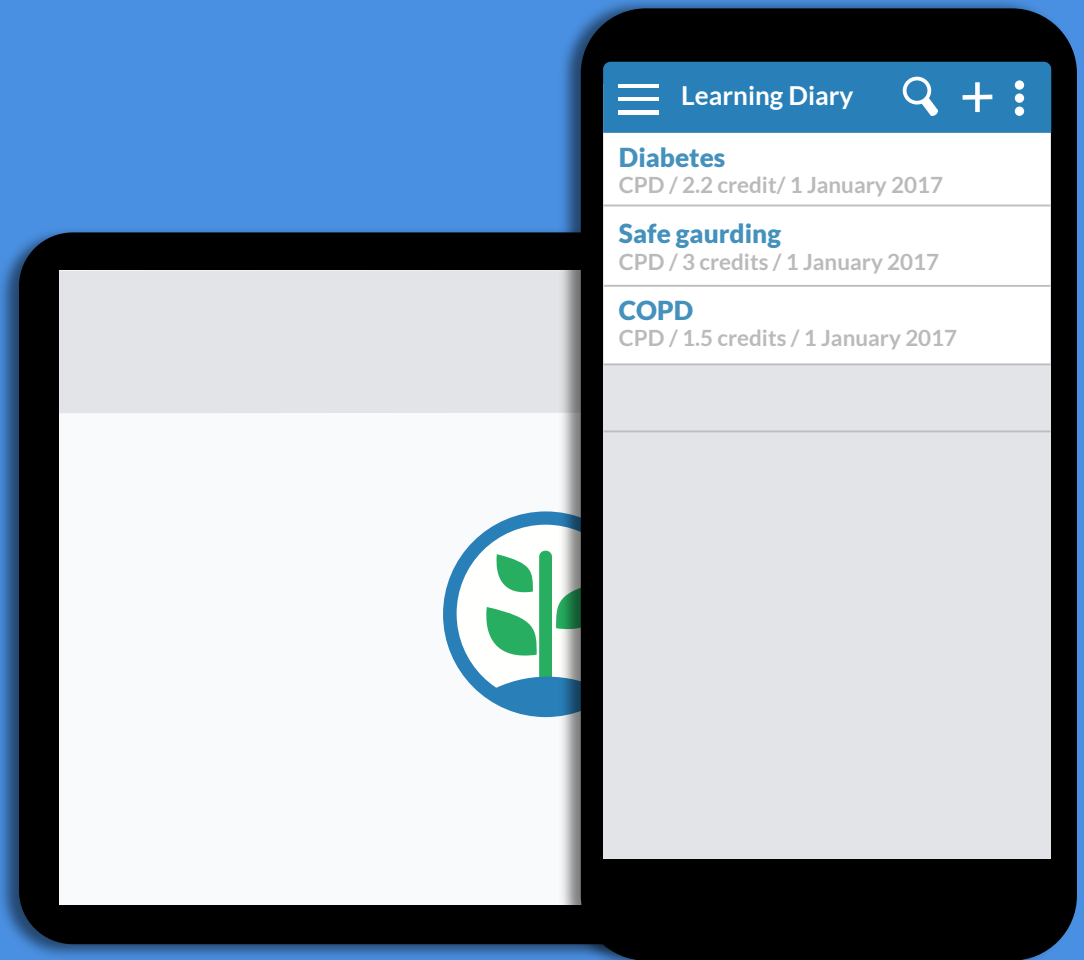 Learning Diary
Diabetes
CPD / 2.2 credit/ 1 January 2017
Safe gaurding
CPD / 3 credits / 1 January 2017
COPD
CPD / 1.5 credits / 1 January 2017